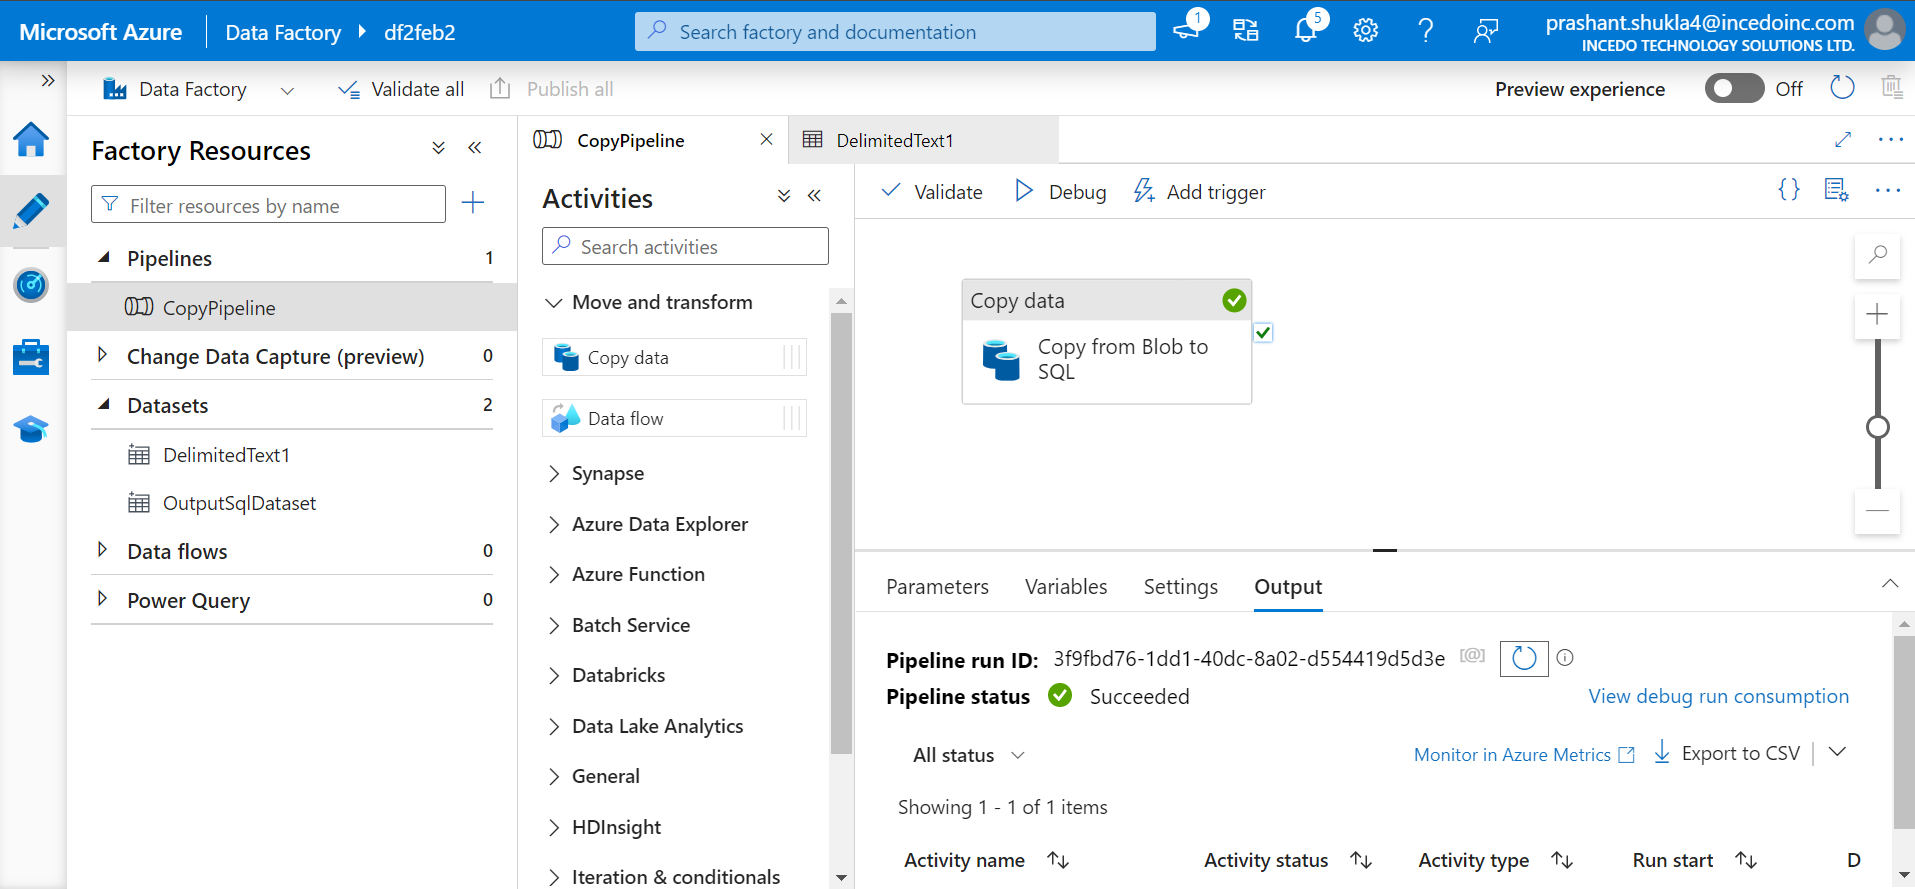 Microsoft Azure
Data Factory
df2feb2
Search factory and documentation
1
5
prashant.shukla4@incedoinc.com
INCEDO TECHNOLOGY SOLUTIONS LTD.
Data Factory
Validate all
Publish all
Preview experience
Off
Factory Resources
Filter resources by name
Pipelines 1
CopyPipeline
Change Data Capture (preview) 0
Datasets 2
DelimitedText1
OutputSqlDataset
Data flows 0
Power Query 0
CopyPipeline
DelimitedText1
Activities
Search activities
Move and transform
Copy data
Data flow
Synapse
Azure Data Explorer
Azure Function
Batch Service
Databricks
Data Lake Analytics
General
HDInsight
Iteration & conditionals
Validate
Debug
Add trigger
{}
Copy data
Copy from Blob to
SQL
Parameters
Variables
Settings
Output
Pipeline run ID: 3f9fbd76-1dd1-40dc-8a02-d554419d5d3e [@]
Pipeline status Succeeded
View debug run consumption
All status
Monitor in Azure Metrics
Export to CSV
Showing 1 - 1 of 1 items
Activity name
Activity status
Activity type
Run start
D